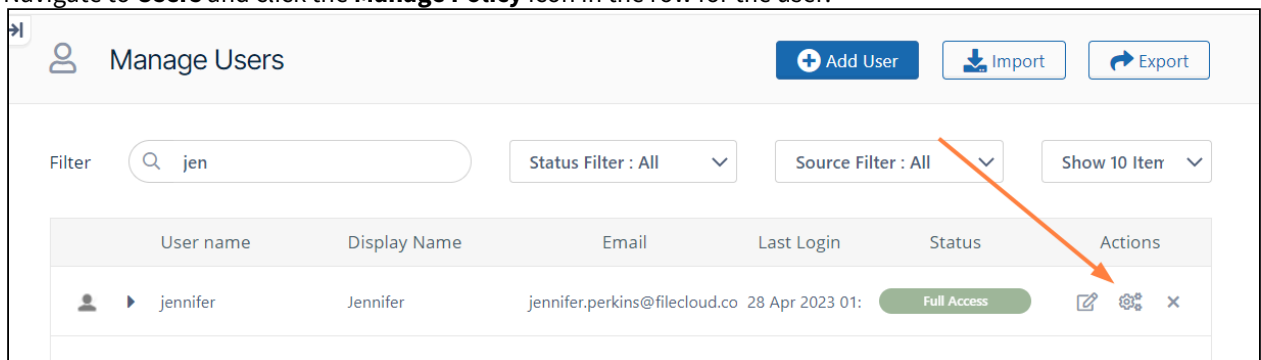 Navigate to Users and click the Manage Policy icon in the row for the user.
Manage Users
Add User
Import
Export
Filter
jen
Status Filter : All
Source Filter : All
Show 10 Item
User name Display Name Email Last Login Status Actions
jennifer Jennifer jennifer.perkins@filecloud.co 28 Apr 2023 01: Full Access